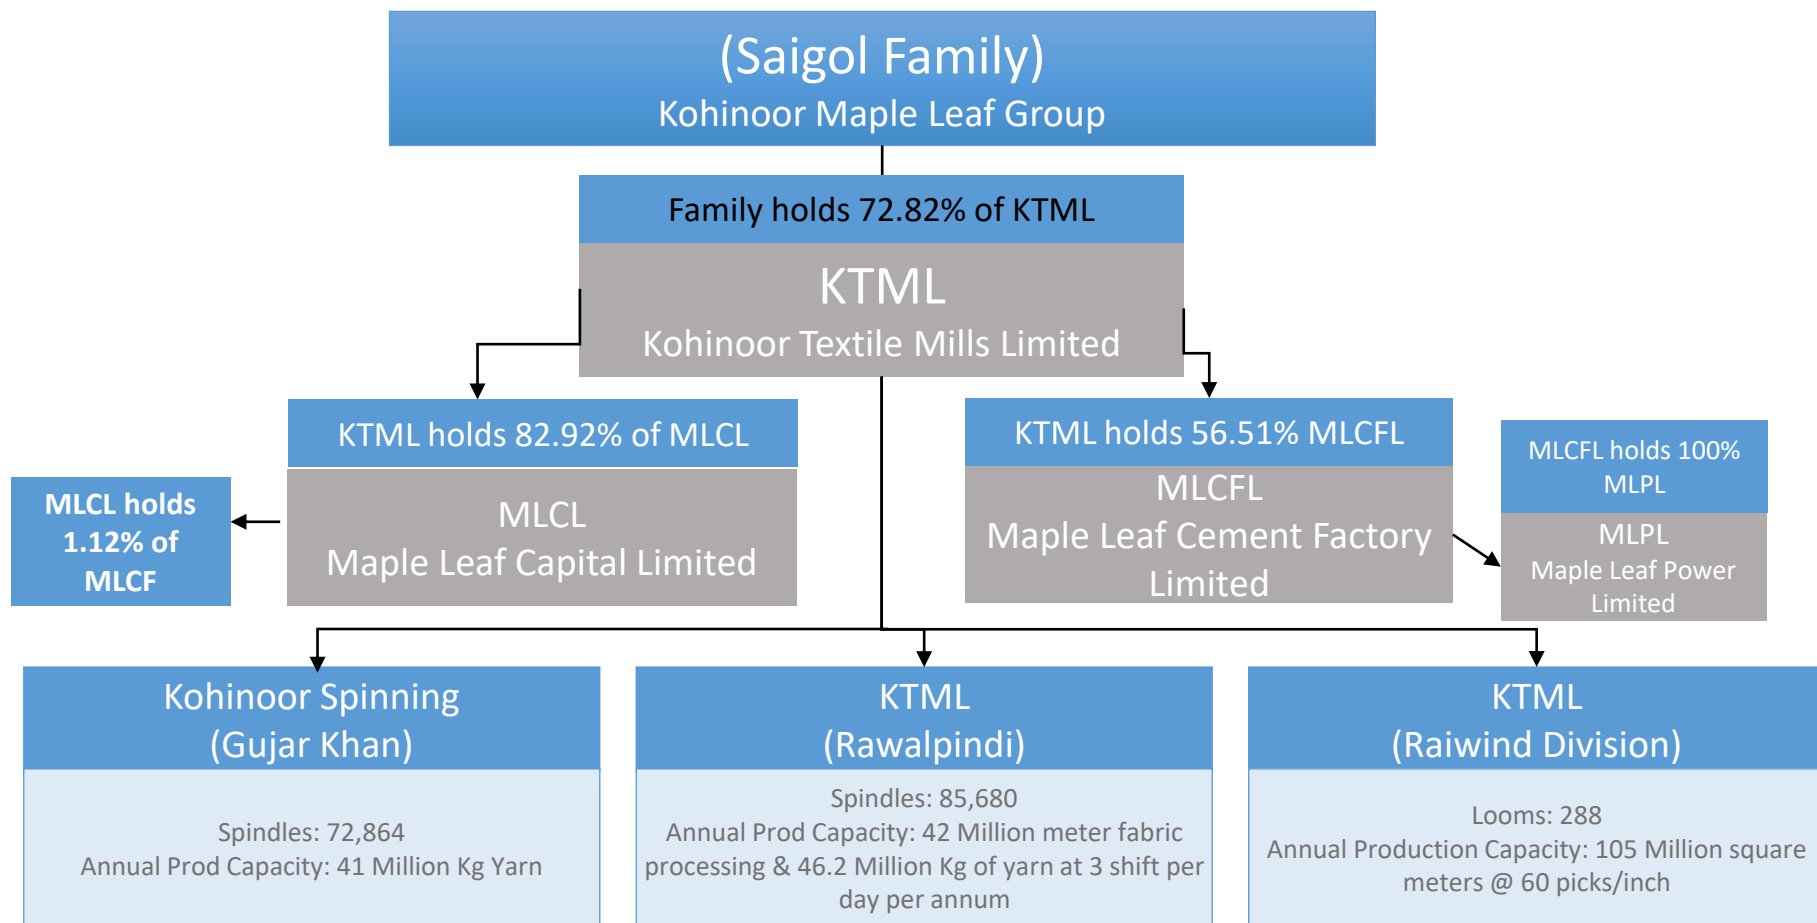 (Saigol Family)
Kohinoor Maple Leaf Group
Family holds 72.82% of KTML
KTML
Kohinoor Textile Mills Limited
KTML holds 82.92% of MLCL
MLCL
Maple Leaf Capital Limited
MLCL holds
1.12% of
MLCF
KTML holds 56.51% MLCFL
MLCFL
Maple Leaf Cement Factory
Limited
MLCFL holds 100%
MLPL
MLPL
Maple Leaf Power
Limited
Kohinoor Spinning
(Gujar Khan)
Spindles: 72,864
Annual Prod Capacity: 41 Million Kg Yarn
KTML
(Rawalpindi)
Spindles: 85,680
Annual Prod Capacity: 42 Million meter fabric
processing & 46.2 Million Kg of yarn at 3 shift per
day per annum
KTML
(Raiwind Division)
Looms: 288
Annual Production Capacity: 105 Million square
meters @ 60 picks/inch